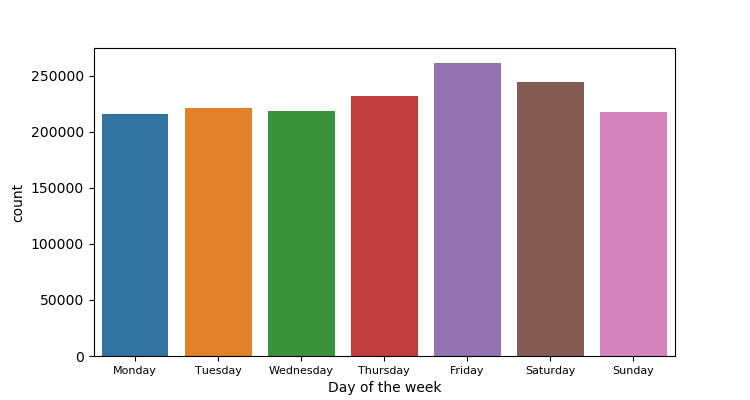 250000
200000
150000
100000
50000
0
count
Monday Tuesday Wednesday Thursday Friday Saturday Sunday
Day of the week